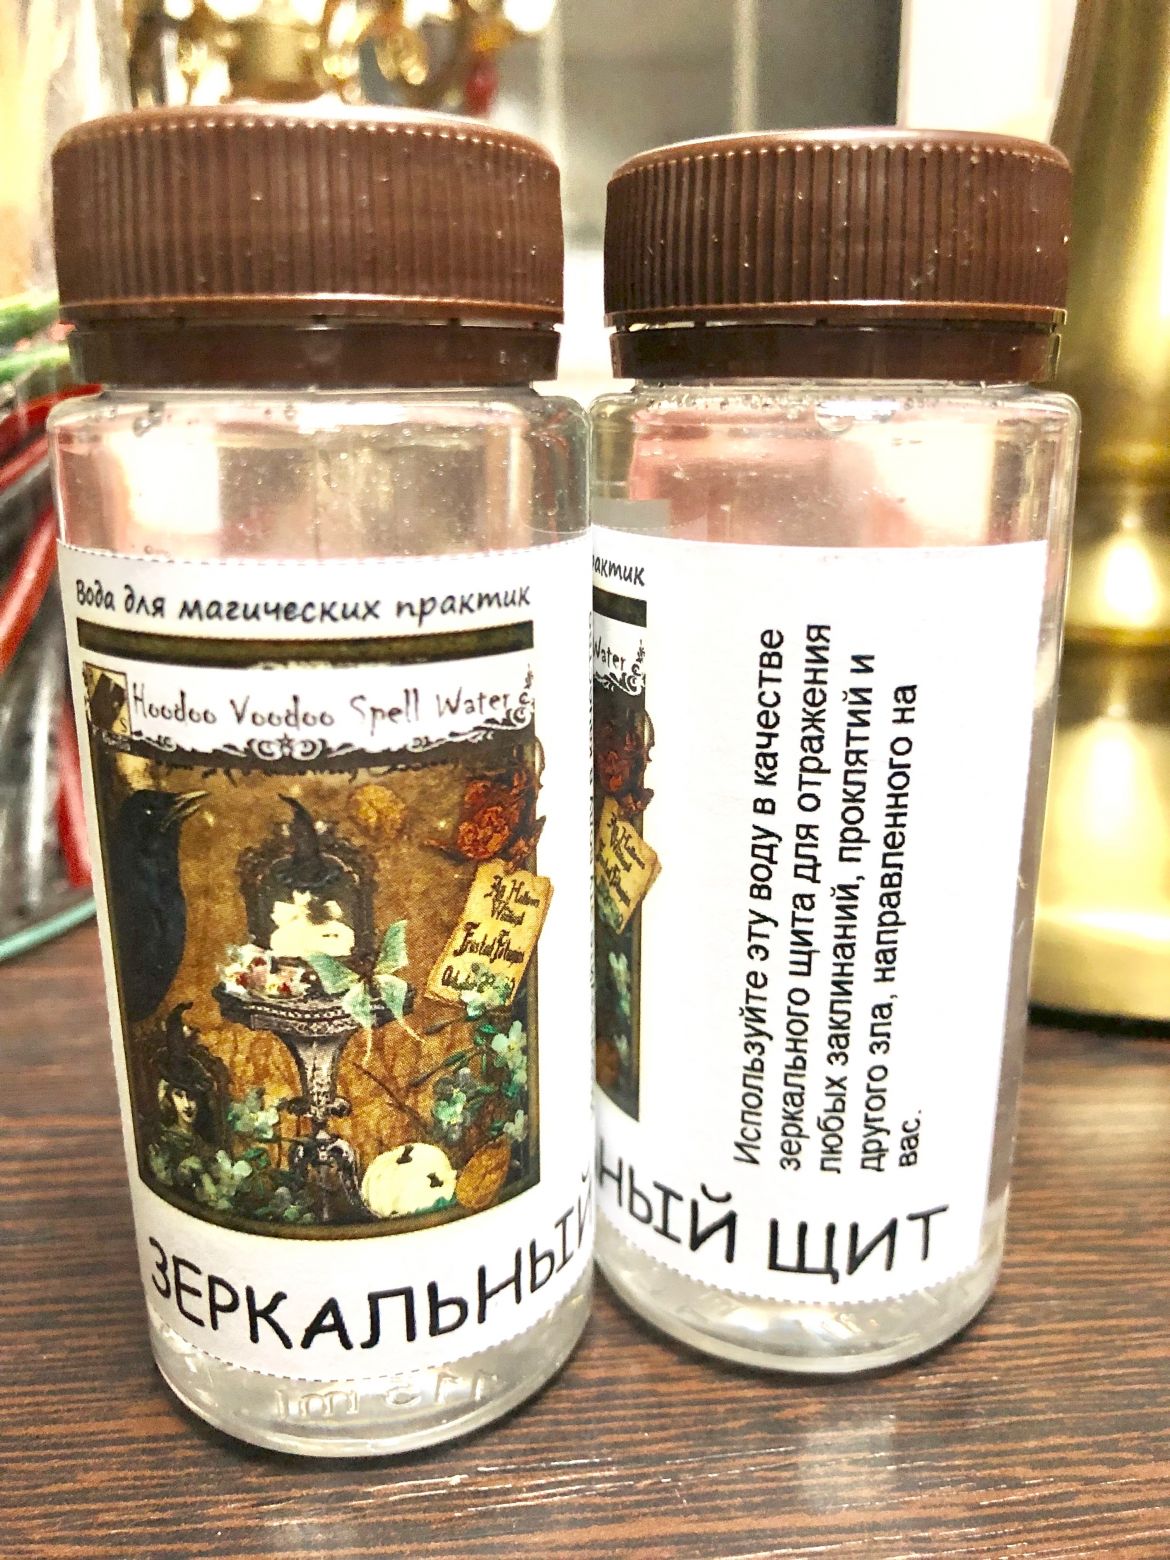 Вода для магических практик
Hoodoo Voodoo Spell Water
ЗЕРКАЛЬНЫЙ
практик
Water
НЫЙ ЩИТ
Используйте эту воду в качестве
зеркального щита для отражения
любых заклинаний, проклятий и
другого зла, направленного на
вас.